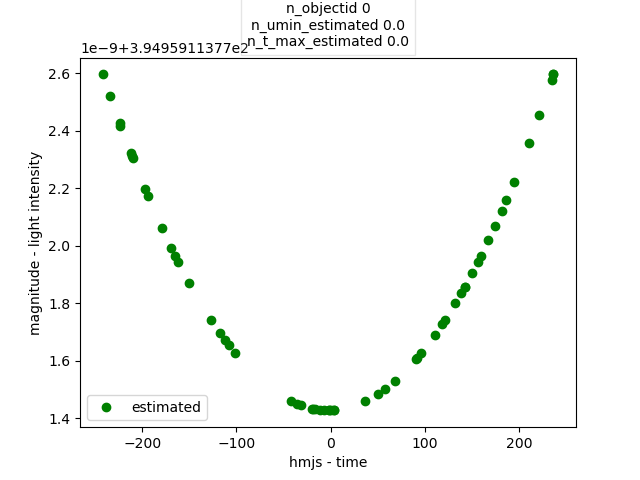 n_objectid 0
n_umin_estimated 0.0
n_t_max_estimated 0.0
1e−9+3.9495911377e2
2.6
2.4
2.2
2.0
1.8
1.6
1.4
magnitude - light intensity
estimated
−200
−100
0
100
200
hmjs - time